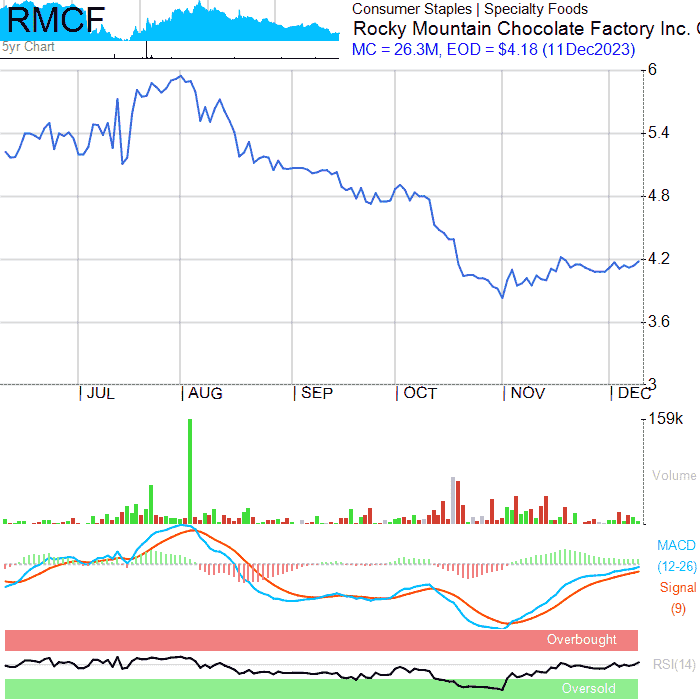 RMCF
5yr Chart
Consumer Staples | Specialty Foods
Rocky Mountain Chocolate Factory Inc.
MC = 26.3M, EOD = $4.18 (11Dec2023)
6
5.4
4.8
4.2
3.6
3
JUL AUG SEP OCT NOV DEC
159k
Volume
MACD
(12-26)
Signal
(9)
Overbought
RSI(14)
Oversold